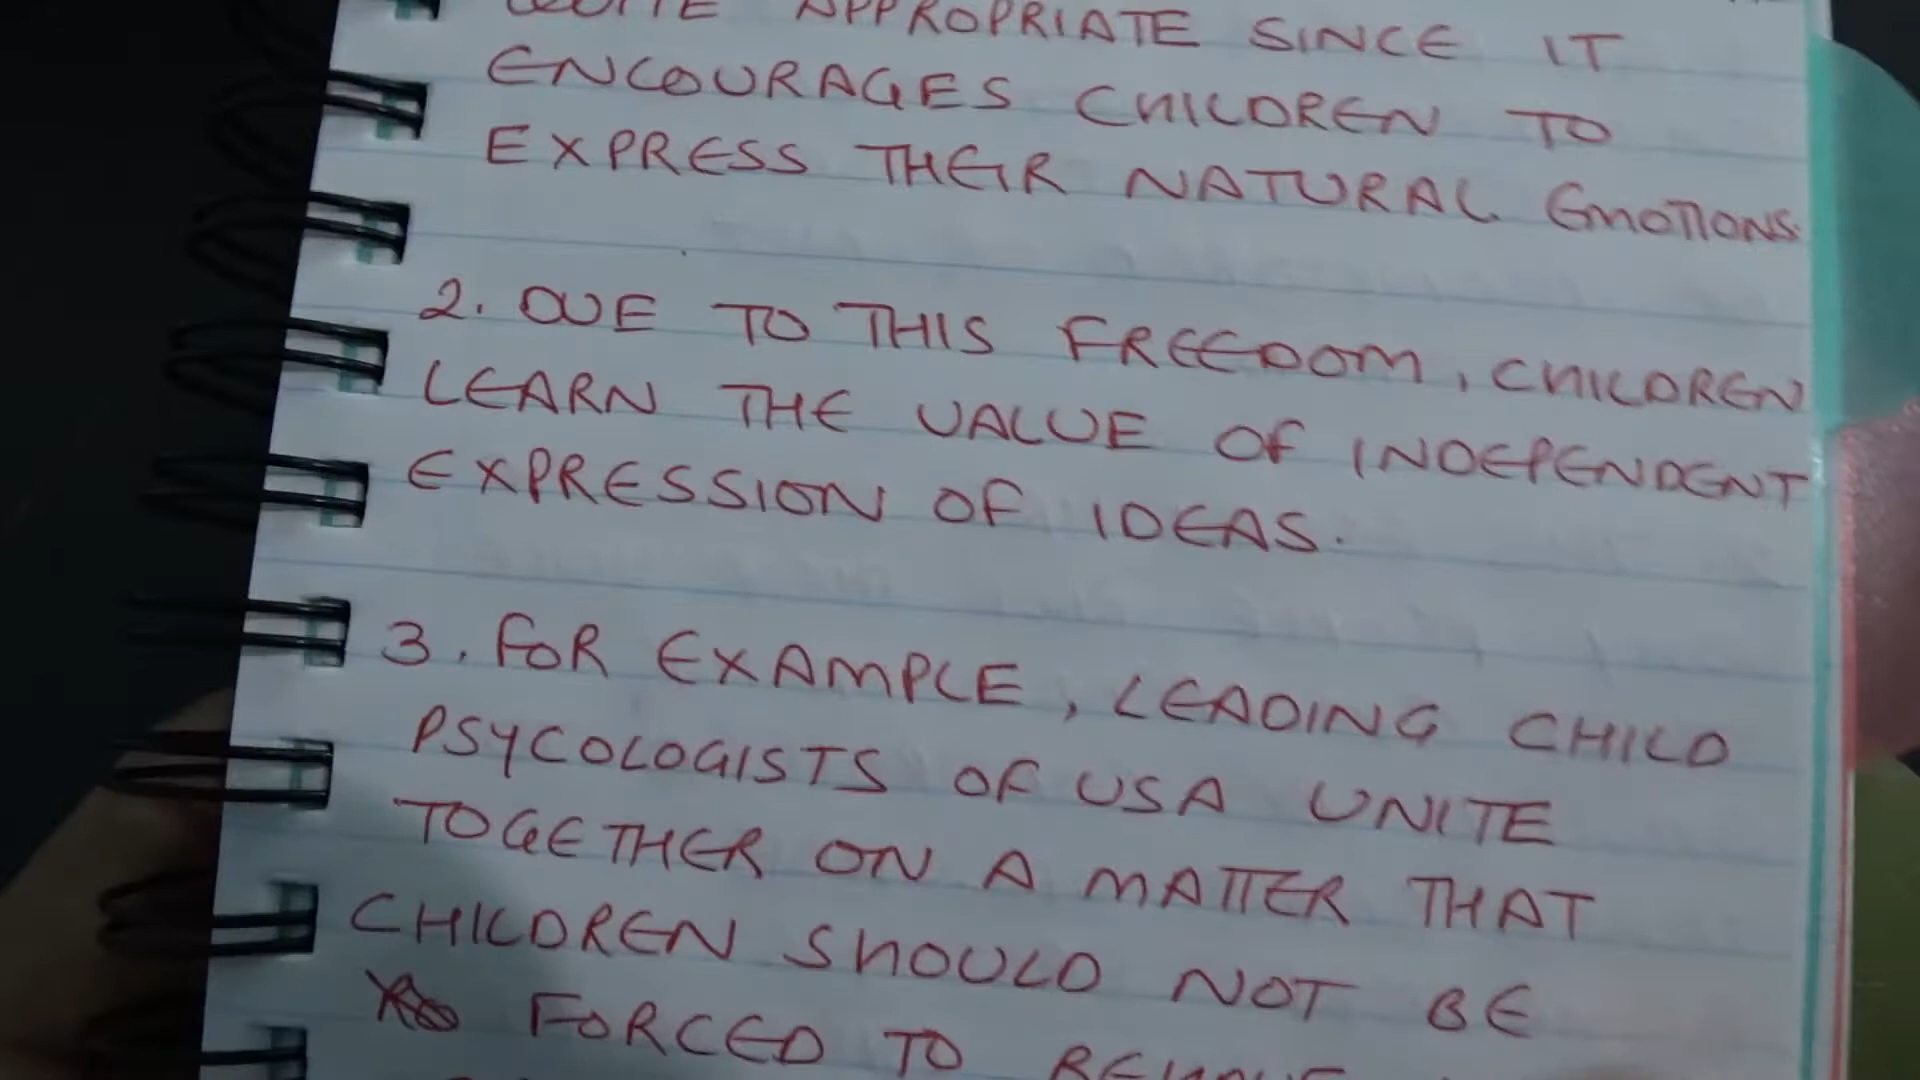 QUITE APPROPRIATE SINCE IT
ENCOURAGES CHILDREN TO
EXPRESS THEIR NATURAL EMOTIONS.
2. DUE TO THIS FREEDOM, CHILDREN
LEARN THE VALUE OF INDEPENDENT
EXPRESSION OF IDEAS.
3. FOR EXAMPLE, LEADING CHILD
PSYCOLOGISTS OF USA UNITE
TOGETHER ON A MATTER THAT
CHILDREN SHOULD NOT BE
FORCED TO BEHAVE